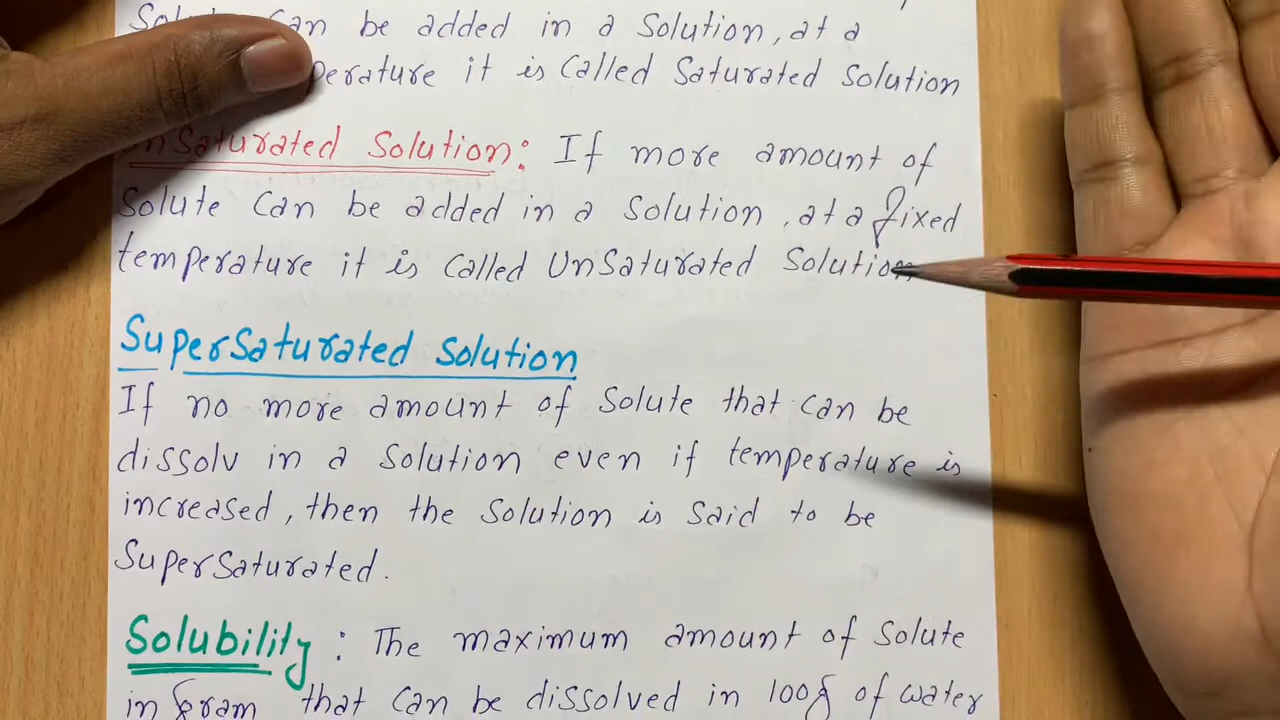 can be added in a solution, at a
perature it is called Saturated solution
nSaturated Solution: If more amount of
Solute can be added in a solution, at a fixed
temperature it is called UnSaturated Solution
SuperSaturated Solution
If no more amount of Solute that can be
dissolv in a solution even if temperature is
increased, then the solution is said to be
SuperSaturated.
Solubility: The maximum amount of solute
in gram that can be dissolved in 100g of water